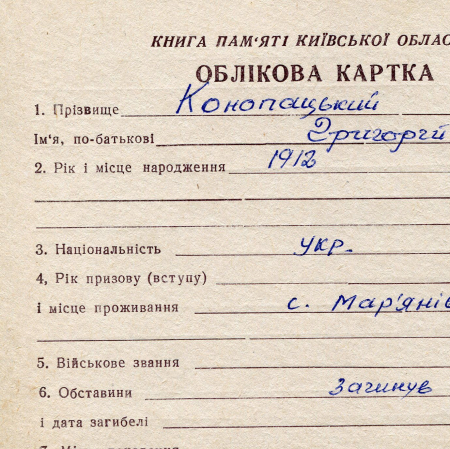 КНИГА ПАМ'ЯТІ КИЇВСЬКОЇ ОБЛАС
ОБЛІКОВА КАРТКА
1. Прізвище Конопацький
Ім'я, по-батькові Григорій
2. Рік і місце народження 1912
3. Національність укр.
4, Рік призову (вступу)
і місце проживання с. Мар'янів
5. Військове звання
6. Обставини загинув
і дата загибелі